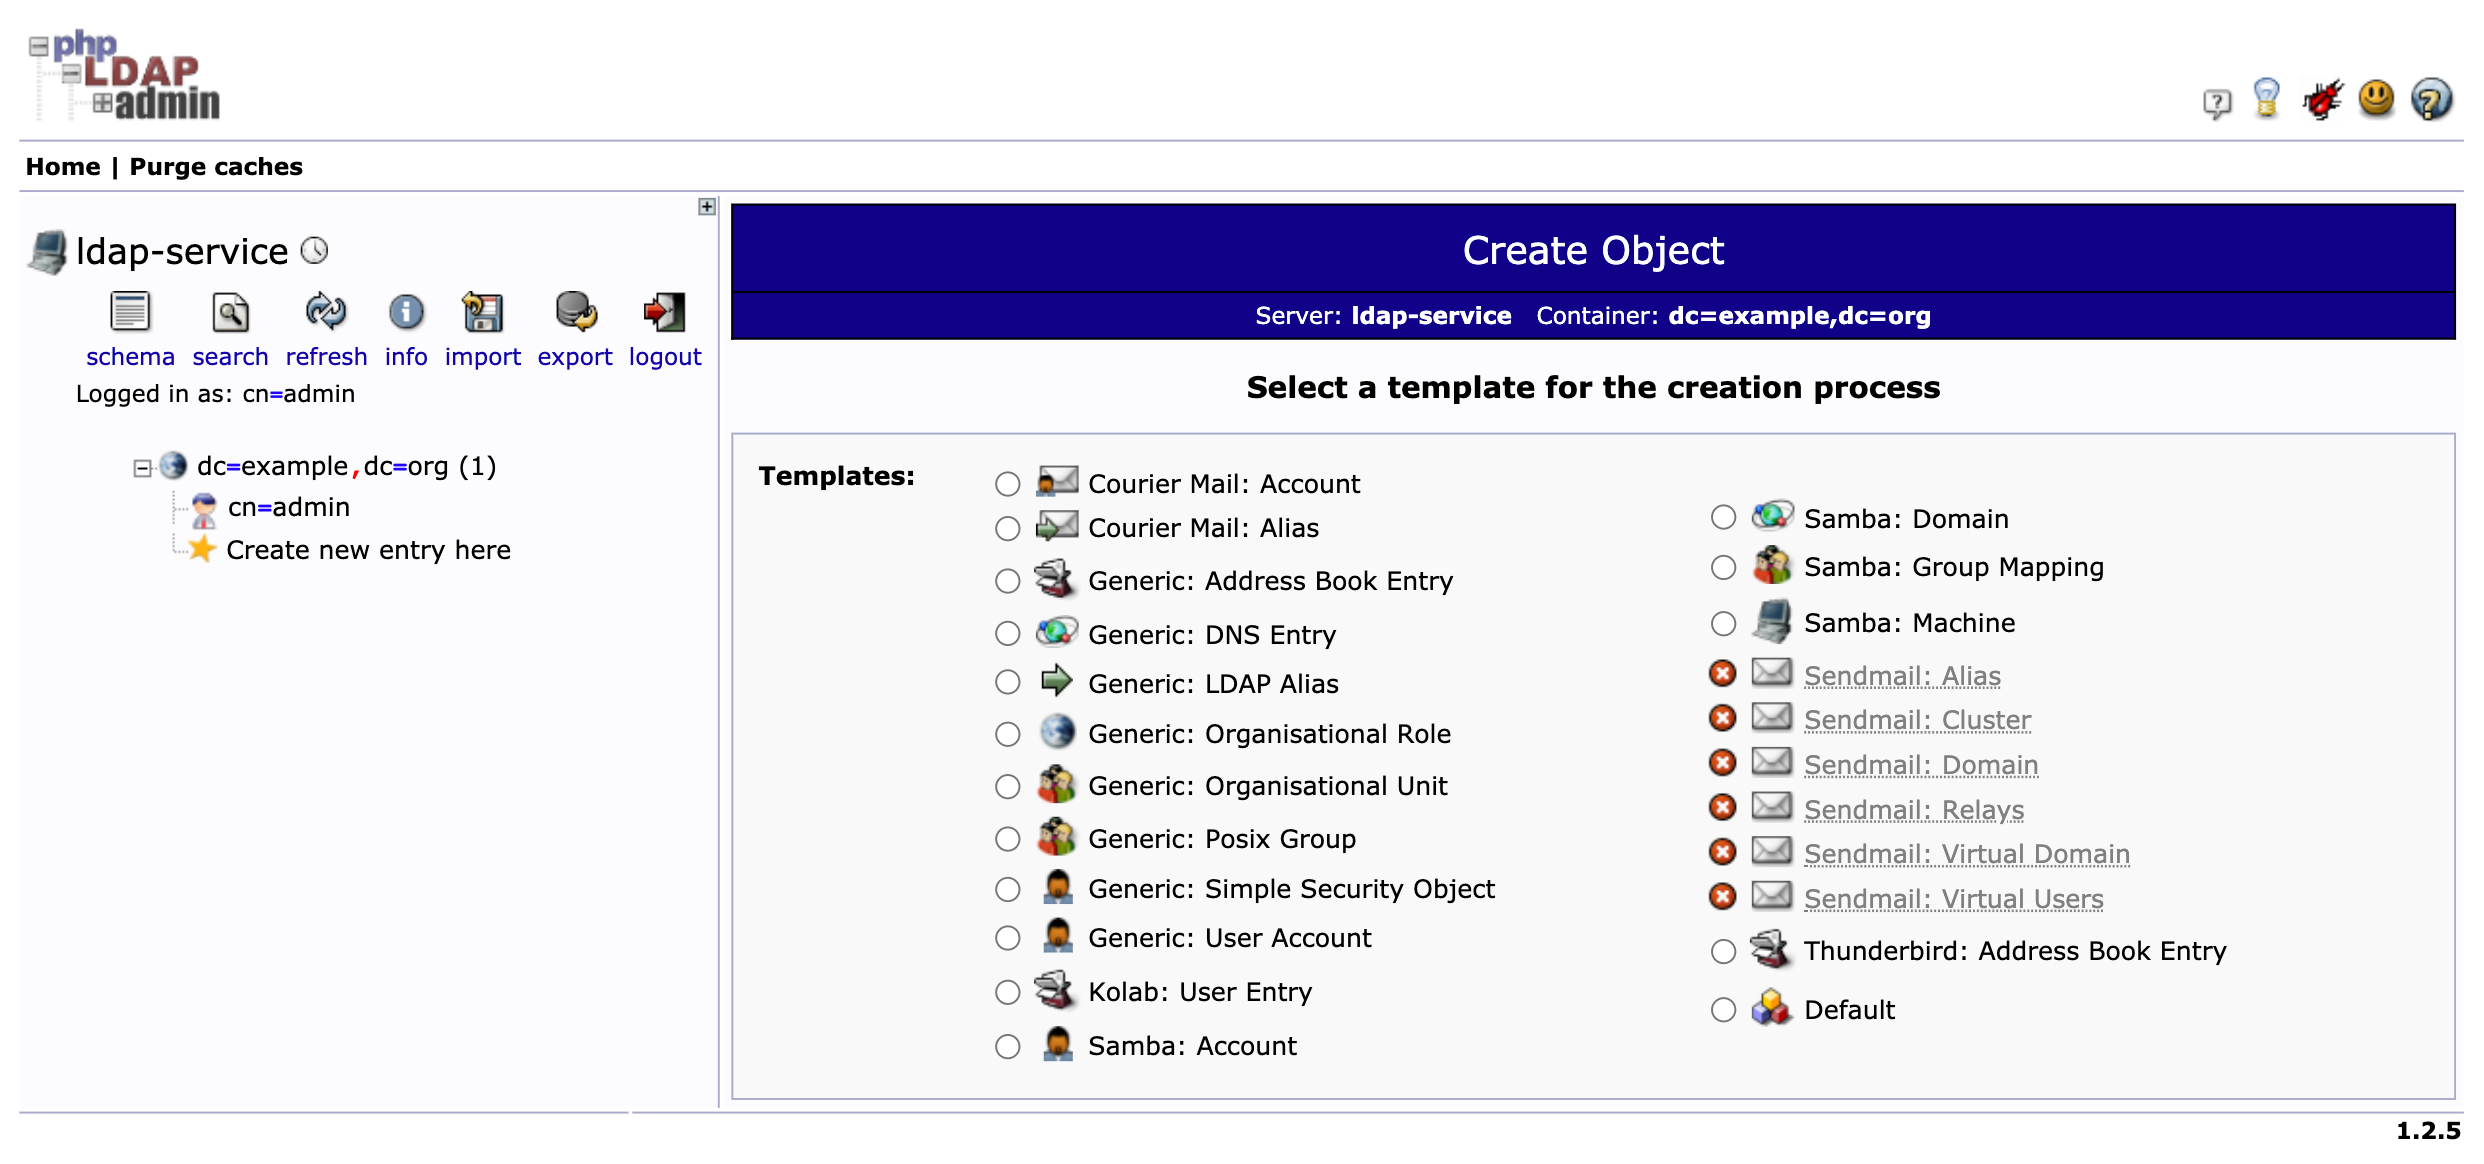 php
LDAP
admin
Home | Purge caches
ldap-service
schema search refresh info import export logout
Logged in as: cn=admin
dc=example,dc=org (1)
cn=admin
Create new entry here
Create Object
Server: ldap-service Container: dc=example,dc=org
Select a template for the creation process
Templates:
Courier Mail: Account
Courier Mail: Alias
Generic: Address Book Entry
Generic: DNS Entry
Generic: LDAP Alias
Generic: Organisational Role
Generic: Organisational Unit
Generic: Posix Group
Generic: Simple Security Object
Generic: User Account
Kolab: User Entry
Samba: Account
Samba: Domain
Samba: Group Mapping
Samba: Machine
Sendmail: Alias
Sendmail: Cluster
Sendmail: Domain
Sendmail: Relays
Sendmail: Virtual Domain
Sendmail: Virtual Users
Thunderbird: Address Book Entry
Default
1.2.5